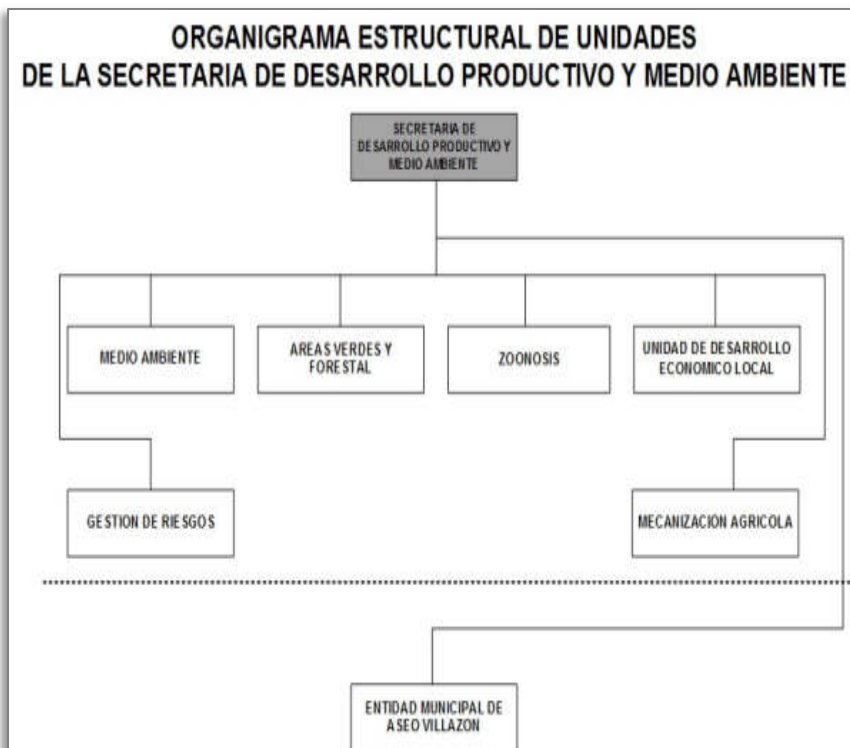 ORGANIGRAMA ESTRUCTURAL DE UNIDADES
DE LA SECRETARIA DE DESARROLLO PRODUCTIVO Y MEDIO AMBIENTE
SECRETARIA DE
DESARROLLO PRODUCTIVO Y
MEDIO AMBIENTE
MEDIO AMBIENTE
AREAS VERDES Y
FORESTAL
ZOONOSIS
UNIDAD DE DESARROLLO
ECONOMICO LOCAL
GESTION DE RIESGOS
MECANIZACION AGRICOLA
ENTIDAD MUNICIPAL DE
ASEO VILLAZON